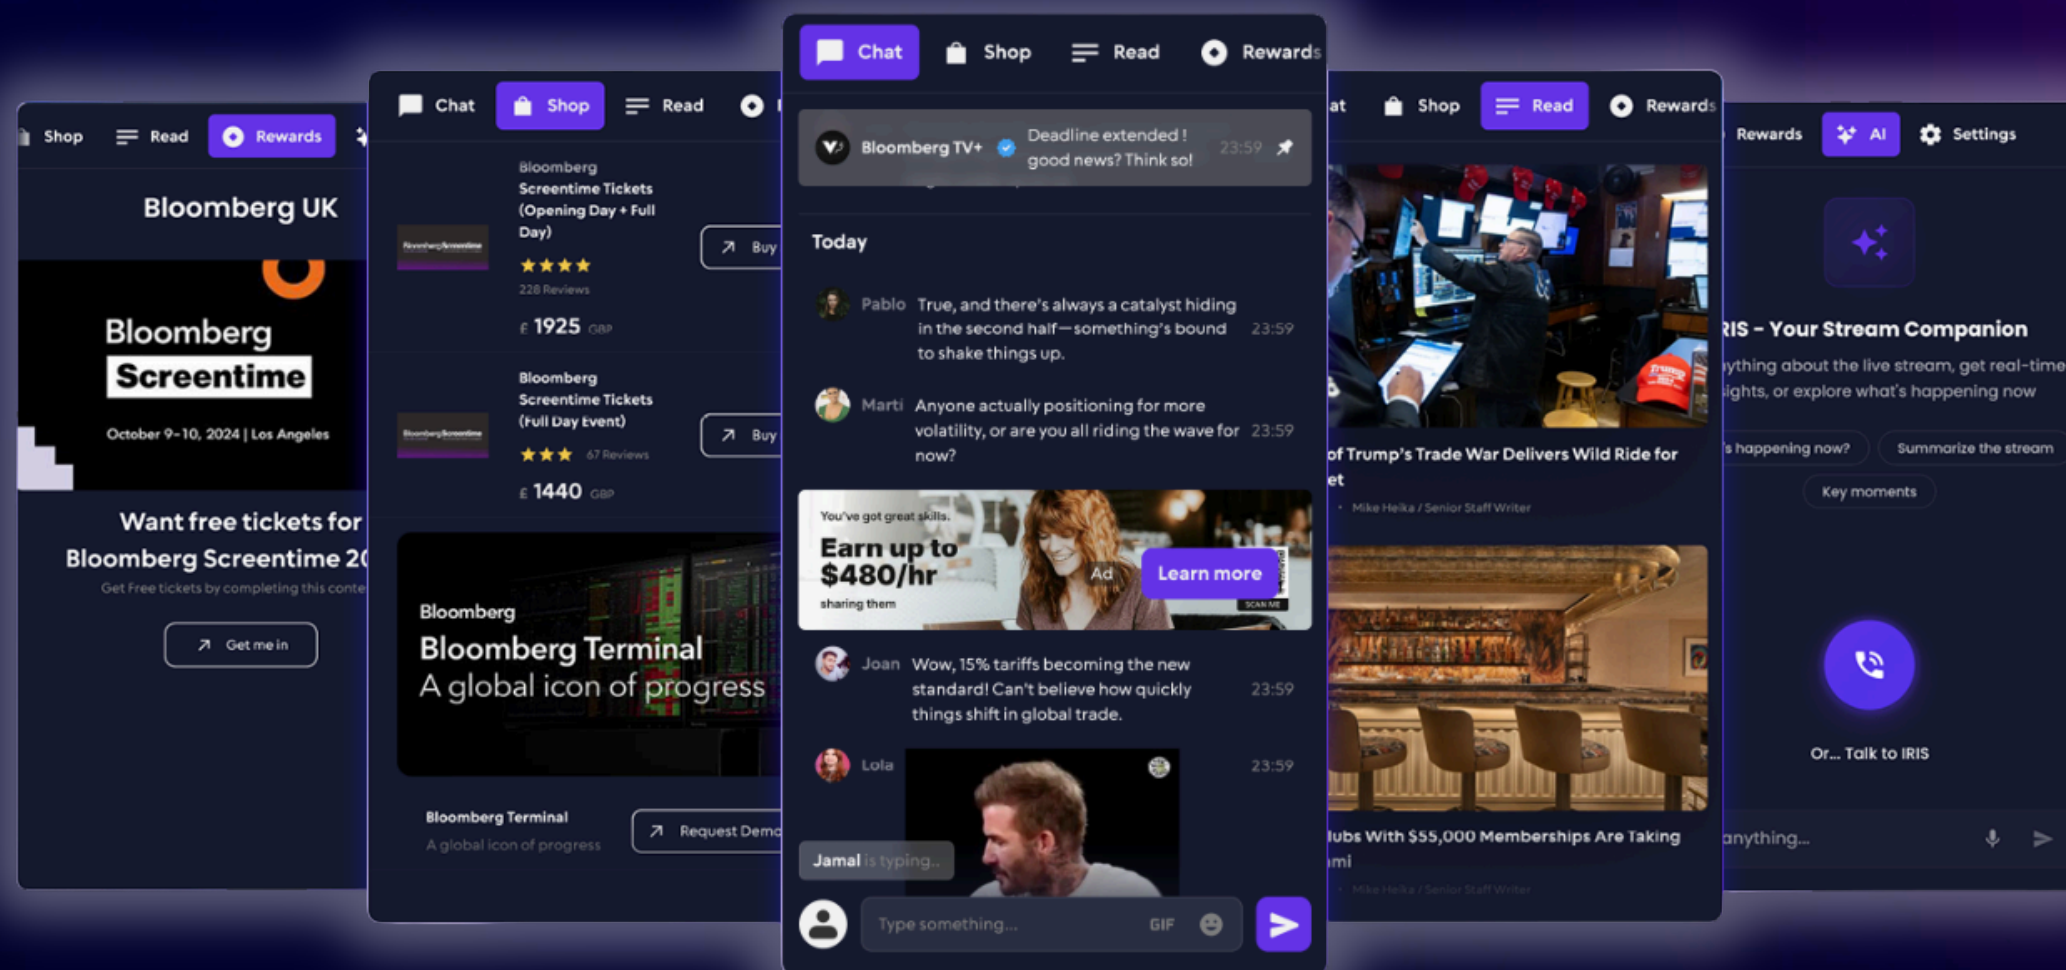 Shop
Read
Rewards
Bloomberg UK
Bloomberg
Screentime
October 9-10, 2024 | Los Angeles
Want free tickets for
Bloomberg Screentime
Get Free tickets by completing this
Get me in
Chat
Shop
Read
Bloomberg
Screentime Tickets
(Opening Day + Full
Day)
BloombergScreentime
228 Reviews
£ 1925 GBP
Buy
Bloomberg
Screentime Tickets
(Full Day Event)
BloombergScreentime
67 Reviews
£ 1440 GBP
Buy
Bloomberg
Bloomberg Terminal
A global icon of progress
Bloomberg Terminal
A global icon of progress
Request Demo
Chat
Shop
Read
Rewards
Bloomberg TV+
Deadline extended !
good news? Think so!
23:59
Today
Pablo
True, and there's always a catalyst hiding
in the second half—something's bound
to shake things up.
23:59
Marti
Anyone actually positioning for more
volatility, or are you all riding the wave for
now?
23:59
You've got great skills.
Earn up to
$480/hr
sharing them
Ad
Learn more
SCAN ME
Joan
Wow, 15% tariffs becoming the new
standard! Can't believe how quickly
things shift in global trade.
23:59
Lola
23:59
Jamal is typing..
Type something...
GIF
Shop
Read
Rewards
Trump
of Trump's Trade War Delivers Wild Ride for
Mike Heika / Senior Staff Writer
With $55,000 Memberships Are Taking
Mike Heika / Senior Staff Writer
Rewards
AI
Settings
- Your Stream Companion
about the live stream, get real-time
or explore what's happening now
happening now?
Summarize the stream
Key moments
Or... Talk to IRIS
anything...